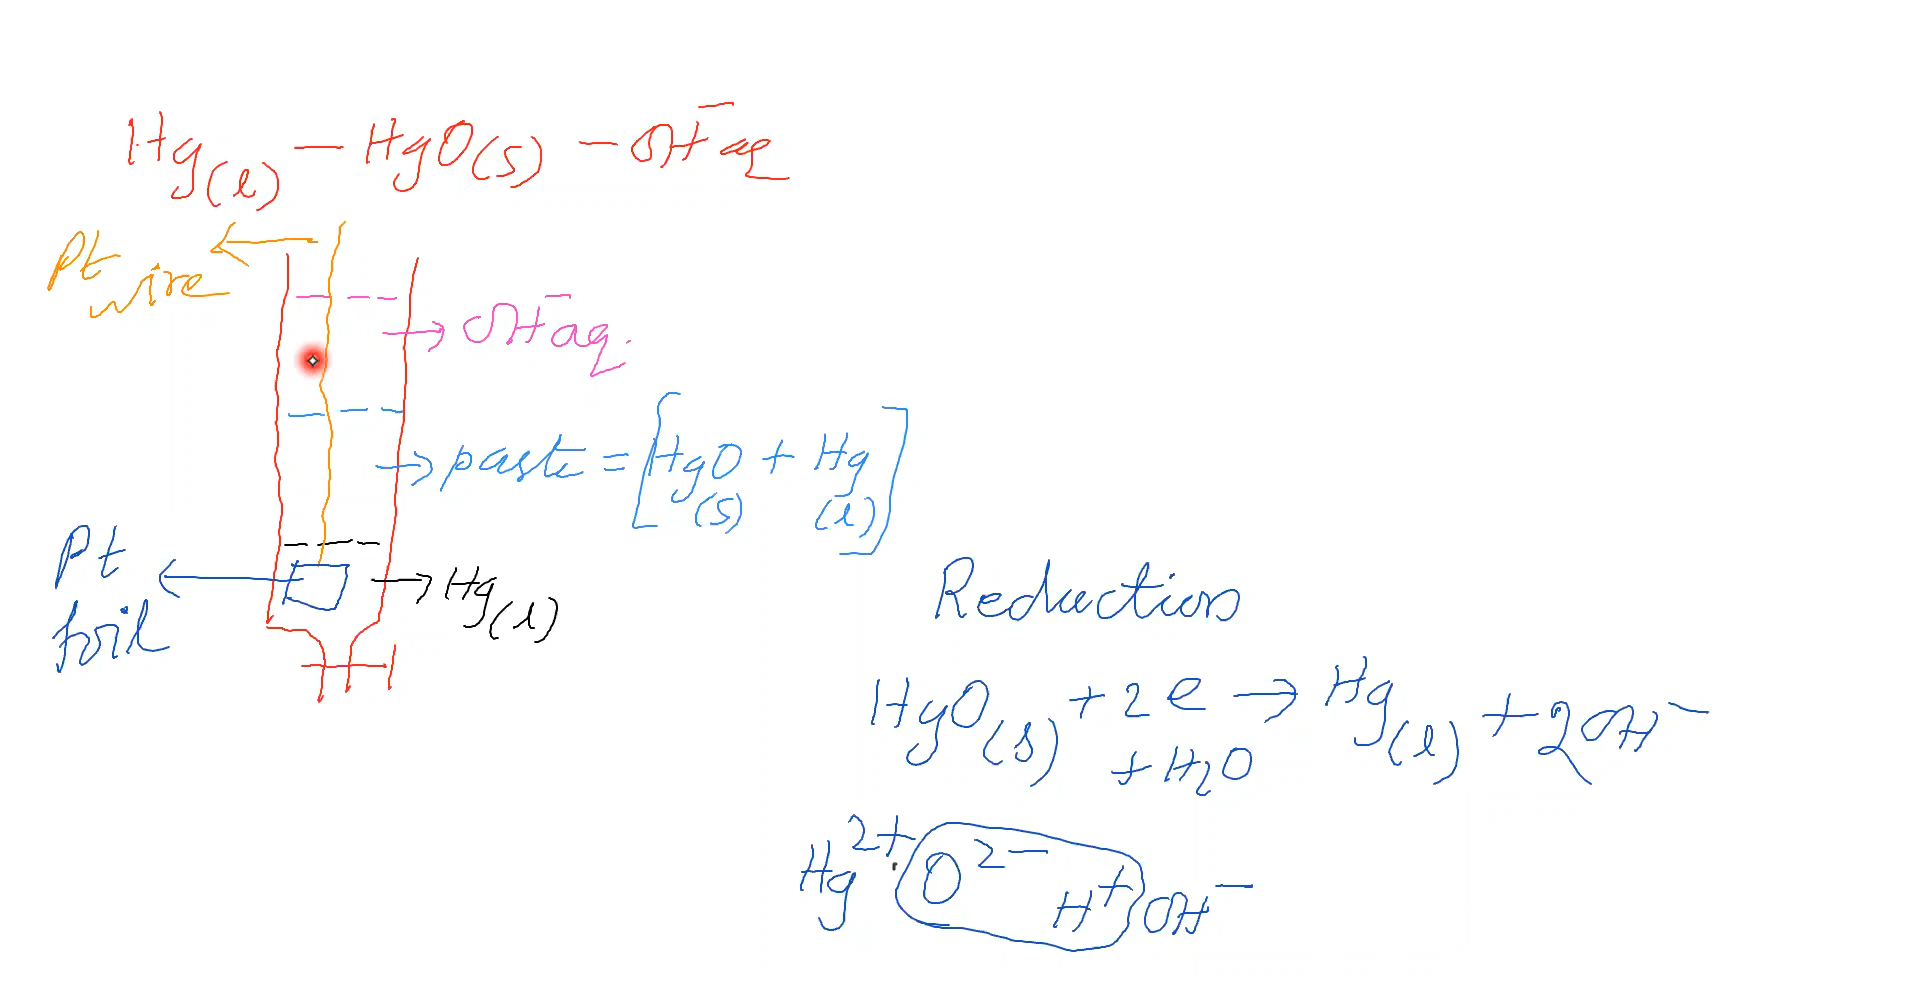 Hg(l) — HgO(s) — OH⁻aq
Pt wire
OH⁻aq.
paste = [HgO(s) + Hg(l)]
Pt foil
Hg(l)
Reduction
HgO(s) + 2e → Hg(l) + 2OH⁻
+ H2O
Hg²⁺ O²⁻ H⁺ OH⁻